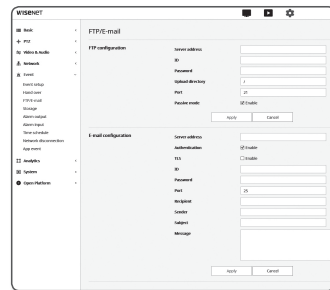 WISENET
Basic
PTZ
Video & Audio
Network
Event
Event setup
Hand over
FTP/E-mail
Storage
Alarm output
Alarm input
Time schedule
Network disconnection
App event
Analytics
System
Open Platform
FTP/E-mail
FTP configuration
Server address
ID
Password
Upload directory /
Port 21
Passive mode Enable
Apply Cancel
E-mail configuration
Server address
Authentication Enable
TLS Enable
ID
Password
Port 25
Recipient
Sender
Subject
Message
Apply Cancel